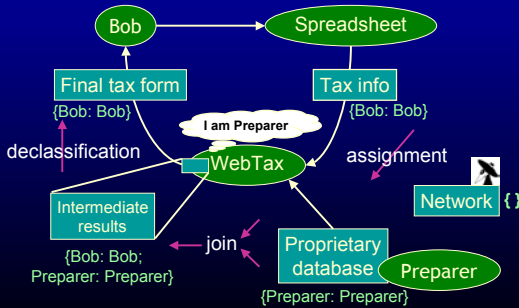 Bob
Spreadsheet
Final tax form
Tax info
{Bob: Bob}
{Bob: Bob}
I am Preparer
declassification
assignment
WebTax
Network
{ }
Intermediate
results
join
Proprietary
database
Preparer
{Bob: Bob;
Preparer: Preparer}
{Preparer: Preparer}